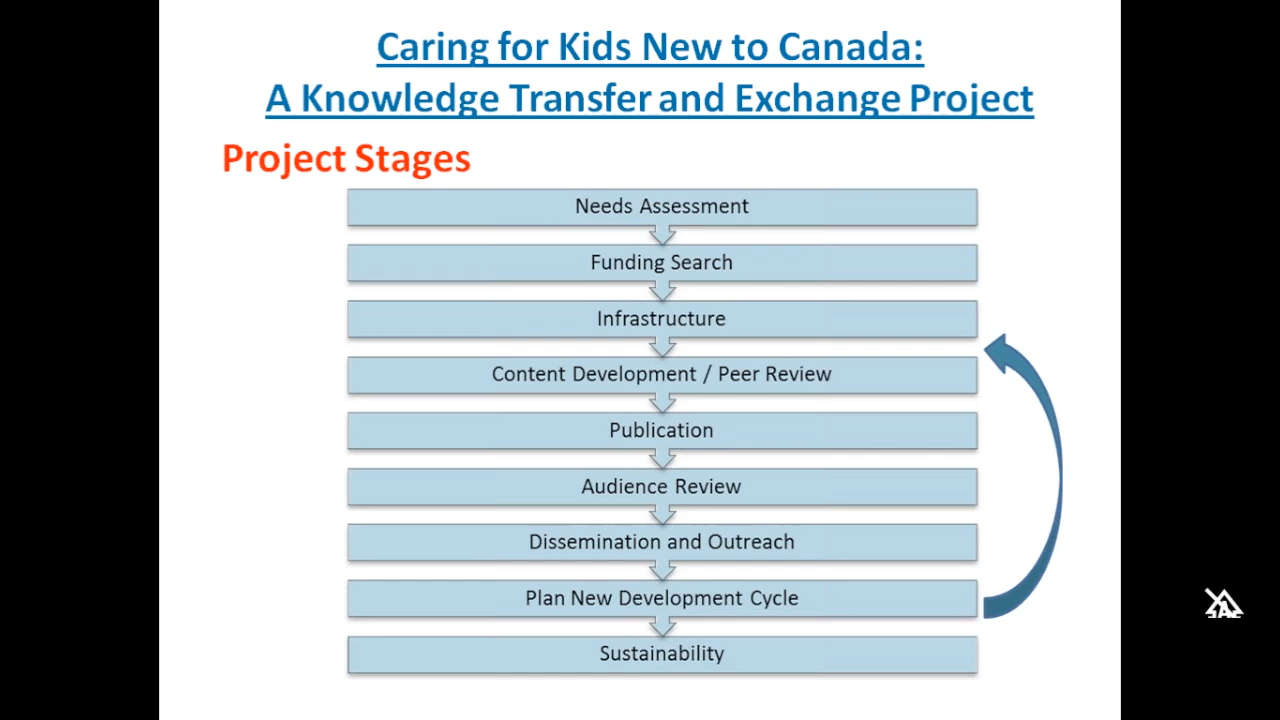 Caring for Kids New to Canada:
A Knowledge Transfer and Exchange Project
Project Stages
Needs Assessment
Funding Search
Infrastructure
Content Development / Peer Review
Publication
Audience Review
Dissemination and Outreach
Plan New Development Cycle
Sustainability